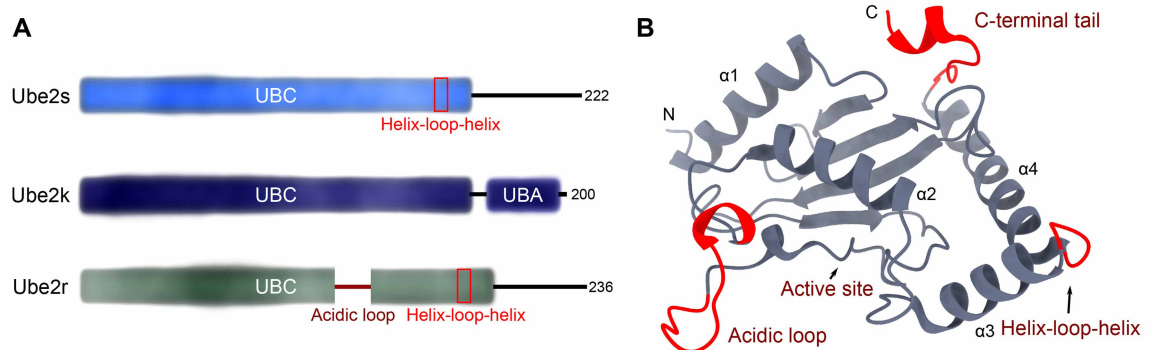 A
Ube2s
UBC
222
Helix-loop-helix
Ube2k
UBC
UBA
200
Ube2r
UBC
236
Acidic loop
Helix-loop-helix
B
C
C-terminal tail
α1
N
α4
α2
Active site
Acidic loop
α3
Helix-loop-helix